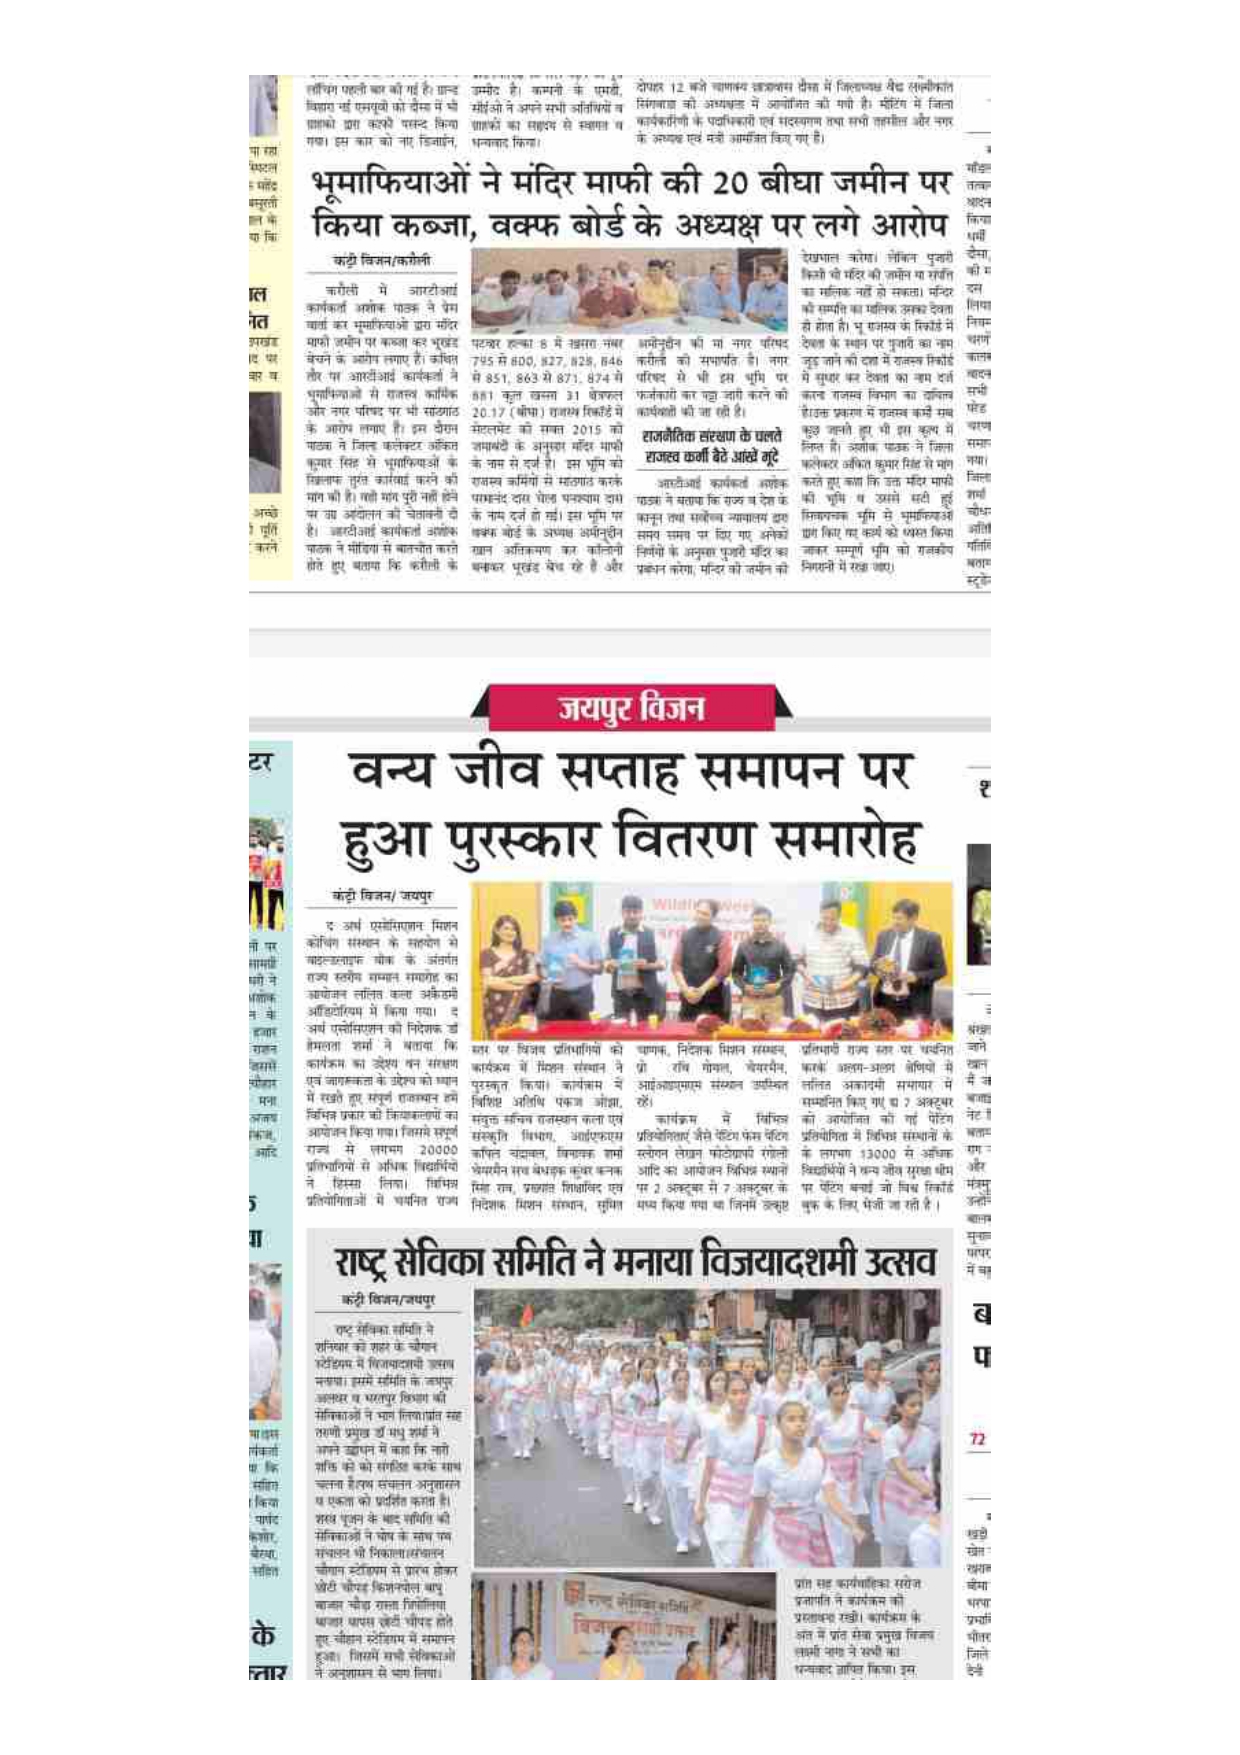 लॉंचिंग पहली बार की गई है। ग्रान्ड
विटारा नई एसयूवी को दौसा में भी
ग्राहकों द्वारा काफी पसन्द किया
गया। इस कार को नए डिजाईन,
उम्मीद है। कम्पनी के एमडी,
सीईओ ने अपने सभी अतिथियों व
ग्राहकों का सहृदय से स्वागत व
धन्यवाद किया।
दोपहर 12 बजे चाणक्य छात्रावास दौसा में जिलाध्यक्ष वैद्य लक्ष्मीकांत
की अध्यक्षता में आयोजित की गयी है। मीटिंग में जिला
कार्यकारिणी के पदाधिकारी एवं सदस्यगण तथा सभी तहसील और नगर
के अध्यक्ष एवं मंत्री आमंत्रित किए गए है।
भूमाफियाओं ने मंदिर माफी की 20 बीघा जमीन पर
किया कब्जा, वक्फ बोर्ड के अध्यक्ष पर लगे आरोप
कंट्री विजन/करौली
करौली में आरटीआई
कार्यकर्ता अशोक पाठक ने प्रेस
वार्ता कर भूमाफियाओं द्वारा मंदिर
माफी जमीन पर कब्जा कर भूखंड
बेचने के आरोप लगाए है। कथित
तौर पर आरटीआई कार्यकर्ता ने
भूमाफियाओं से राजस्व कार्मिक
और नगर परिषद पर भी सांठगांठ
के आरोप लगाए हैं। इस दौरान
पाठक ने जिला कलेक्टर अंकित
कुमार सिंह से भूमाफियाओं के
खिलाफ तुरंत कार्रवाई करने की
मांग की है। वही मांग पूरी नहीं होने
पर उग्र आंदोलन की चेतावनी दी
है। आरटीआई कार्यकर्ता अशोक
पाठक ने मीडिया से बातचीत करते
होते हुए बताया कि करौली के
पटवार हल्का 8 में खसरा नंबर
795 से 800, 827, 828, 846
से 851, 863 से 871, 874 से
881 कुल खसरा 31 क्षेत्रफल
20.17 (बीघा) राजस्व रिकॉर्ड में
सेटलमेंट की सम्वत 2015 की
जमाबंदी के अनुसार मंदिर माफी
के नाम से दर्ज है। इस भूमि को
राजस्व कर्मियों से सांठगांठ करके
परमानंद दास चेला घनश्याम दास
के नाम दर्ज हो गई। इस भूमि पर
वक्फ बोर्ड के अध्यक्ष अमीनुद्दीन
खान अतिक्रमण कर कॉलोनी
बनाकर भूखंड बेच रहे हैं और
अमीनुद्दीन की मां नगर परिषद
करौली की सभापति है। नगर
परिषद से भी इस भूमि पर
फर्जकारी कर पट्टा जारी करने की
कार्यवाही की जा रही है।
राजनैतिक संरक्षण के चलते
राजस्व कर्मी बैठे आंखें मूंदे
आरटीआई कार्यकर्ता अशोक
पाठक ने बताया कि राज्य व देश के
कानून तथा सर्वोच्च न्यायालय द्वारा
समय समय पर दिए गए अनेकों
निर्णयों के अनुसार पुजारी मंदिर का
प्रबंधन करेगा, मन्दिर की जमीन की
देखभाल करेगा। लेकिन पुजारी
किसी भी मंदिर की जमीन या संपत्ति
का मालिक नहीं हो सकता। मन्दिर
की सम्पत्ति का मालिक उसका देवता
ही होता है। भू राजस्व के रिकॉर्ड में
देवता के स्थान पर पुजारी का नाम
जुड़ जाने की दशा में राजस्व रिकॉर्ड
में सुधार कर देवता का नाम दर्ज
करना राजस्व विभाग का दायित्व
है।उक्त प्रकरण में राजस्व कर्मी सब
कुछ जानते हुए भी इस कृत्य में
लिप्त हैं। अशोक पाठक ने जिला
कलेक्टर अंकित कुमार सिंह से मांग
करते हुए कहा कि उक्त मंदिर माफी
की भूमि व उससे सटी हुई
सिवायचक भूमि से भूमाफियाओं
द्वारा किए गए कार्य को ध्वस्त किया
जाकर सम्पूर्ण भूमि को राजकीय
निगरानी में रखा जाए।
जयपुर विजन
वन्य जीव सप्ताह समापन पर
हुआ पुरस्कार वितरण समारोह
कंट्री विजन/ जयपुर
द अर्थ एसोसिएशन मिशन
कोचिंग संस्थान के सहयोग से
वाइल्डलाइफ वीक के अंतर्गत
राज्य स्तरीय सम्मान समारोह का
आयोजन ललित कला अकैडमी
ऑडिटोरियम में किया गया। द
अर्थ एसोसिएशन की निदेशक डॉ
हेमलता शर्मा ने बताया कि
कार्यक्रम का उद्देश्य वन संरक्षण
एवं जागरूकता के उद्देश्य को ध्यान
में रखते हुए संपूर्ण राजस्थान हमें
विभिन्न प्रकार की क्रियाकलापों का
आयोजन किया गया। जिसमें संपूर्ण
राज्य से लगभग 20000
प्रतिभागियों से अधिक विद्यार्थियों
ने हिस्सा लिया। विभिन्न
प्रतियोगिताओं में चयनित राज्य
स्तर पर विजय प्रतिभागियों को
कार्यक्रम में मिशन संस्थान ने
पुरस्कृत किया। कार्यक्रम में
विशिष्ट अतिथि पंकज ओझा,
संयुक्त सचिव राजस्थान कला एवं
संस्कृति विभाग, आईएफएस
कपिल चंद्रावल, विनायक शर्मा
चेयरमैन सच बेधड़क कुंवर कनक
सिंह राव, प्रख्यात शिक्षाविद एवं
निदेशक मिशन संस्थान, सुमित
चाणक, निदेशक मिशन संस्थान,
प्रो रवि गोयल, चेयरमैन,
आईआइएमएम संस्थान उपस्थित
रहें।
कार्यक्रम में विभिन्न
प्रतियोगिताएं जैसे पेंटिंग फेस पेंटिंग
स्लोगन लेखन फोटोग्राफी रंगोली
आदि का आयोजन विभिन्न स्थानों
पर 2 अक्टूबर से 7 अक्टूबर के
मध्य किया गया था जिनमें उत्कृष्ट
प्रतिभागी राज्य स्तर पर चयनित
करके अलग-अलग श्रेणियों में
ललित अकादमी सभागार में
सम्मानित किए गए थ 7 अक्टूबर
को आयोजित की गई पेंटिंग
प्रतियोगिता में विभिन्न संस्थानों के
के लगभग 13000 से अधिक
विद्यार्थियों ने वन्य जीव सुरक्षा थीम
पर पेंटिंग बनाई जो विश्व रिकॉर्ड
बुक के लिए भेजी जा रही है ।
राष्ट्र सेविका समिति ने मनाया विजयादशमी उत्सव
कंट्री विजन/जयपुर
राष्ट्र सेविका समिति ने
शनिवार को शहर के चौगान
स्टेडियम में विजयादशमी उत्सव
मनाया। इसमें समिति के जयपुर
अलवर व भरतपुर विभाग की
सेविकाओं ने भाग लिया।प्रांत सह
तरुणी प्रमुख डॉ मधु शर्मा ने
अपने उद्बोधन में कहा कि नारी
शक्ति को को संगठित करके साथ
चलना है।पथ संचलन अनुशासन
व एकता को प्रदर्शित करता है।
शस्त्र पूजन के बाद समिति की
सेविकाओं ने घोष के साथ पथ
संचलन भी निकाला।संचलन
चौगान स्टेडियम से प्रारंभ होकर
छोटी चौपड़ किशनपोल बापू
बाजार चौड़ा रास्ता त्रिपोलिया
बाजार वापस छोटी चौपड़ होते
हुए चौहान स्टेडियम में समापन
हुआ। जिसमें सभी सेविकाओं
ने अनुशासन से भाग लिया।
प्रांत सह कार्यवाहिका सरोज
प्रजापति ने कार्यक्रम की
प्रस्तावना रखी। कार्यक्रम के
अंत में प्रांत सेवा प्रमुख विजय
लक्ष्मी नागा ने सभी का
धन्यवाद ज्ञापित किया। इस
72